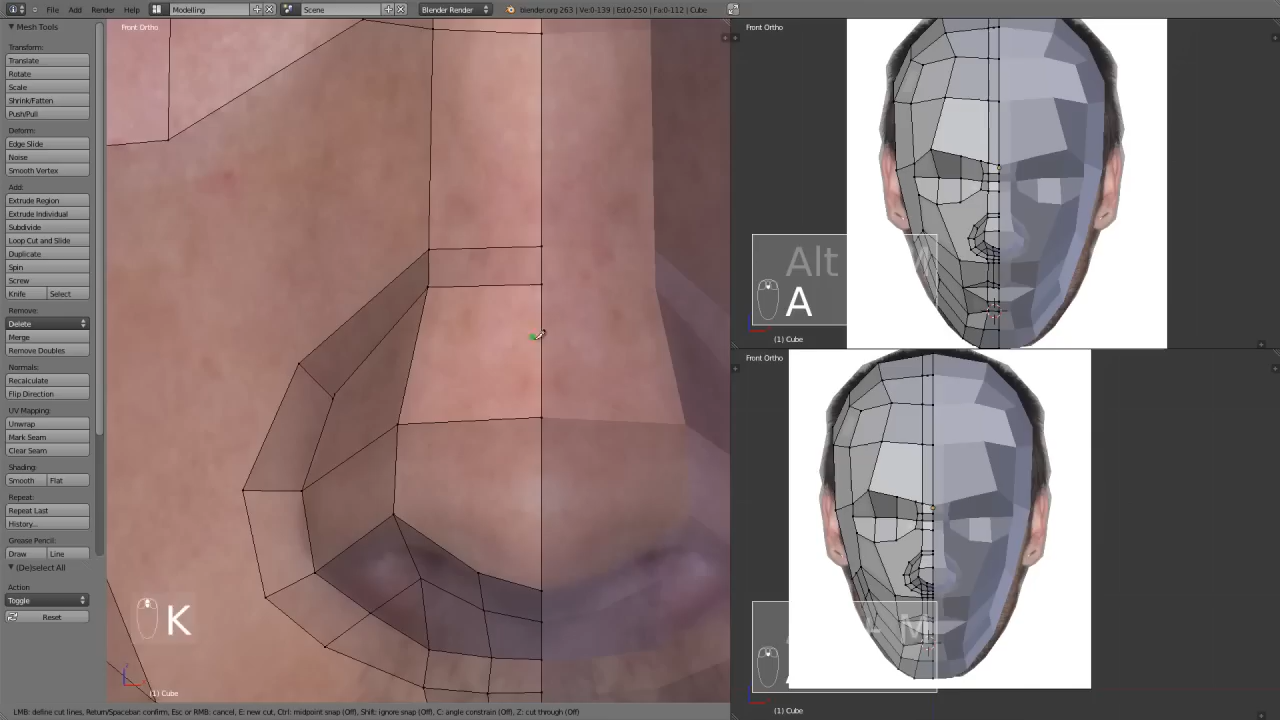 File Add Render Help Modelling Scene Blender Render blender.org 263 | Ve:0-139 | Ed:0-250 | Fa:0-112 | Cube
Mesh Tools
Transform:
Translate
Rotate
Scale
Shrink/Fatten
Push/Pull
Deform:
Edge Slide
Noise
Smooth Vertex
Add:
Extrude Region
Extrude Individual
Subdivide
Loop Cut and Slide
Duplicate
Spin
Screw
Knife Select
Remove:
Delete
Merge
Remove Doubles
Normals:
Recalculate
Flip Direction
UV Mapping:
Unwrap
Mark Seam
Clear Seam
Shading:
Smooth Flat
Repeat:
Repeat Last
History...
Grease Pencil:
Draw Line
(De)select All
Action
Toggle
Reset
Front Ortho
K
(1) Cube
Front Ortho
Alt
A
(1) Cube
Front Ortho
M
(1) Cube
LMB: define cut lines, Return/Spacebar: confirm, Esc or RMB: cancel, E: new cut, Ctrl: midpoint snap (Off), Shift: ignore snap (Off), C: angle constrain (Off), Z: cut through (Off)